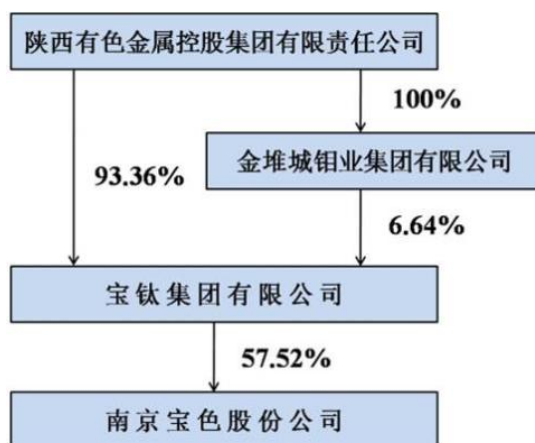 陕西有色金属控股集团有限责任公司
100%
金堆城钼业集团有限公司
93.36%
6.64%
宝钛集团有限公司
57.52%
南京宝色股份公司